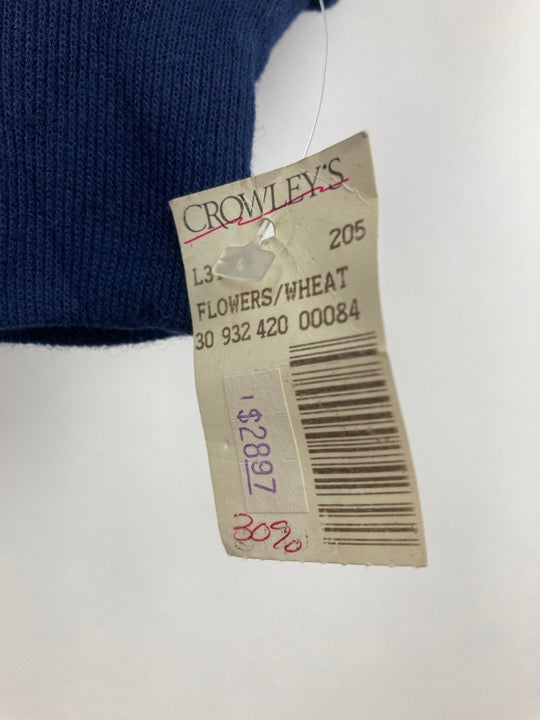 CROWLEY'S
205
FLOWERS/WHEAT
30 932 420 00084
$2897
30%